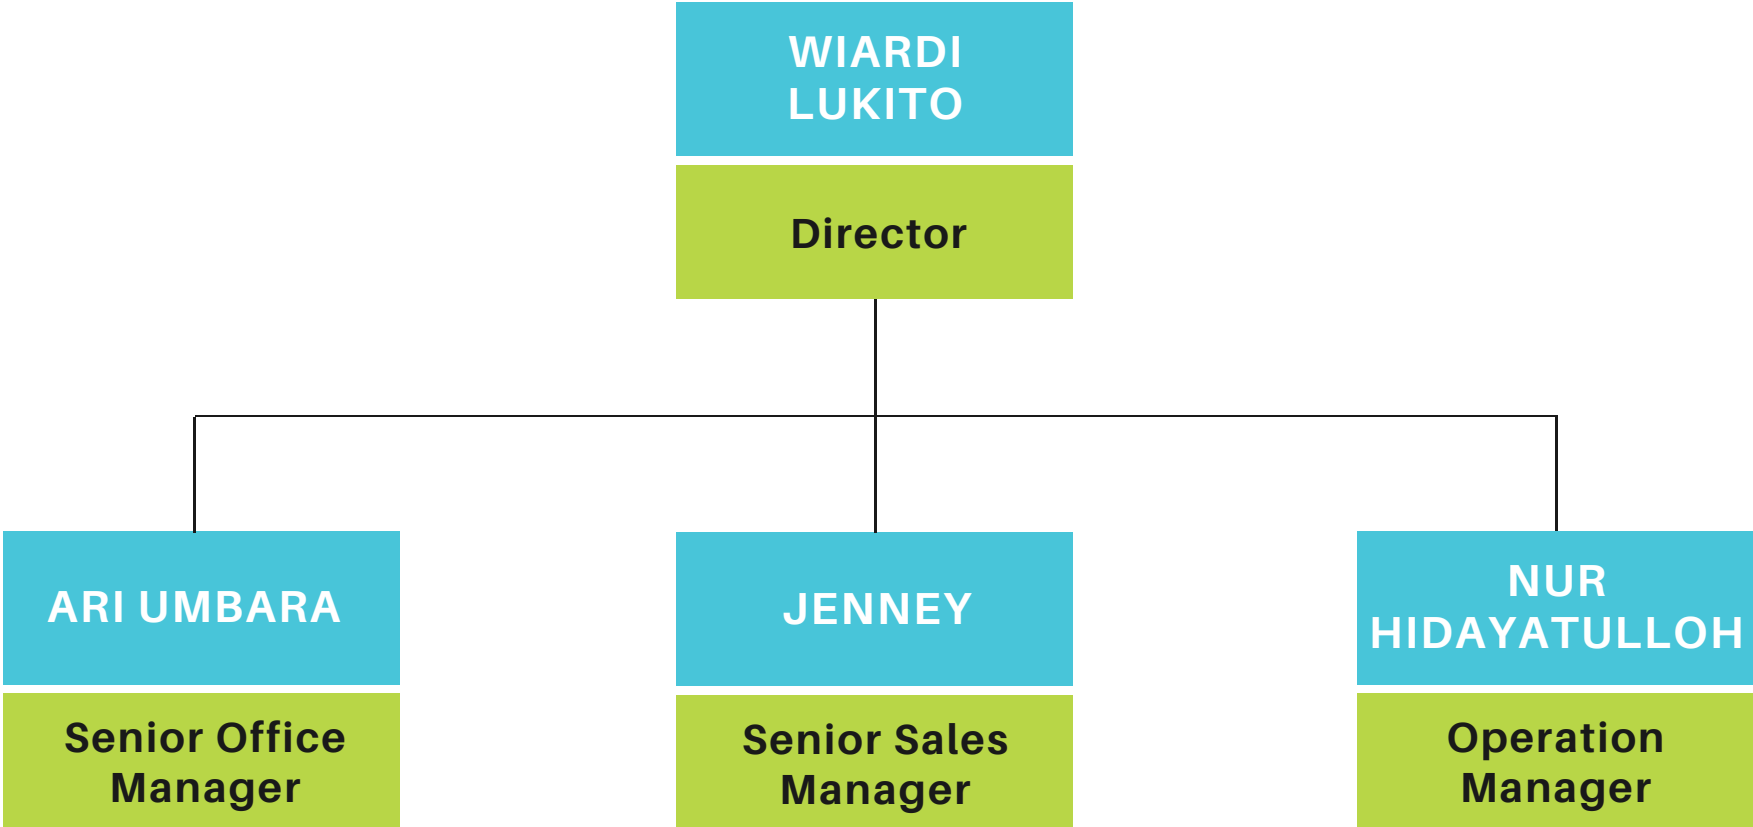 WIARDI
LUKITO
Director
ARI UMBARA
Senior Office
Manager
JENNEY
Senior Sales
Manager
NUR
HIDAYATULLOH
Operation
Manager